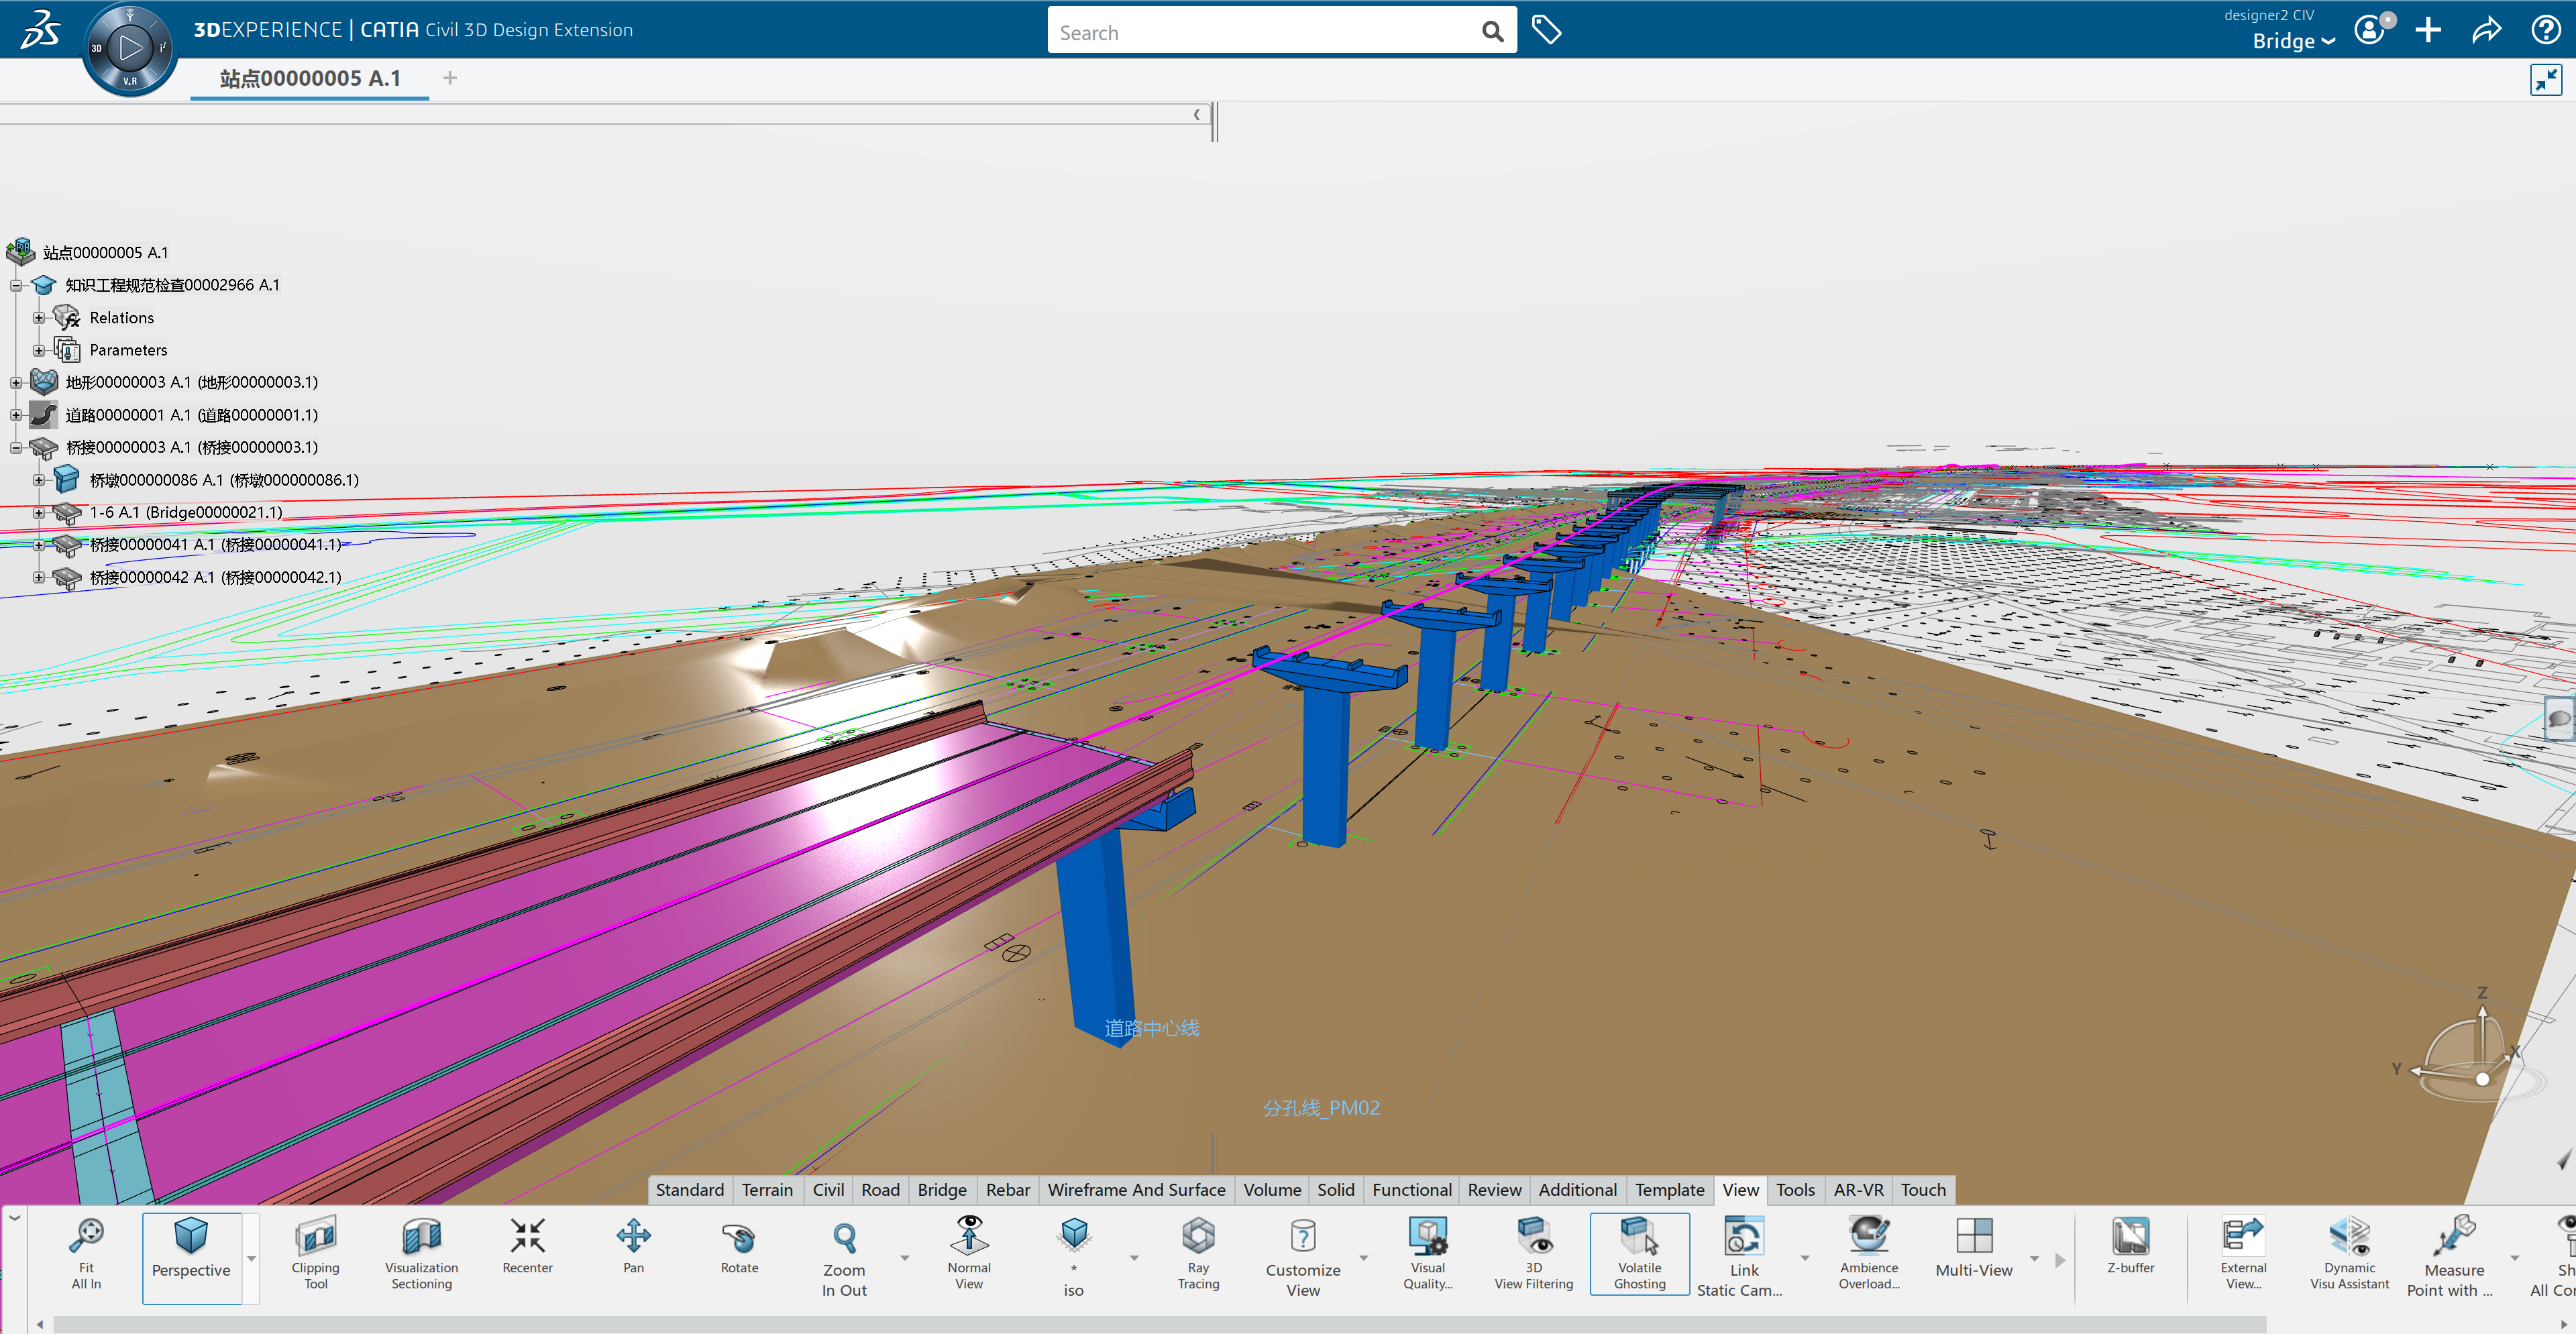 designer2 CIV
3DEXPERIENCE | CATIA Civil 3D Design Extension
Search
Bridge
3D
V.R
站点00000005 A.1
站点00000005 A.1
知识工程规范检查00002966 A.1
Relations
Parameters
地形00000003 A.1 (地形00000003.1)
道路00000001 A.1 (道路00000001.1)
桥接00000003 A.1 (桥接00000003.1)
桥墩000000086 A.1 (桥墩000000086.1)
1-6 A.1 (Bridge00000021.1)
桥接00000041 A.1 (桥接00000041.1)
桥接00000042 A.1 (桥接00000042.1)
道路中心线
分孔线_PM02
Z
X
Y
Standard Terrain Civil Road Bridge Rebar Wireframe And Surface Volume Solid Functional Review Additional Template View Tools AR-VR Touch
Fit All In
Perspective
Clipping Tool
Visualization Sectioning
Recenter
Pan
Rotate
Zoom In Out
Normal View
* iso
Ray Tracing
Customize View
Visual Quality...
3D View Filtering
Volatile Ghosting
Link Static Cam...
Ambience Overload...
Multi-View
Z-buffer
External View...
Dynamic Visu Assistant
Measure Point with ...
Sh
All Co